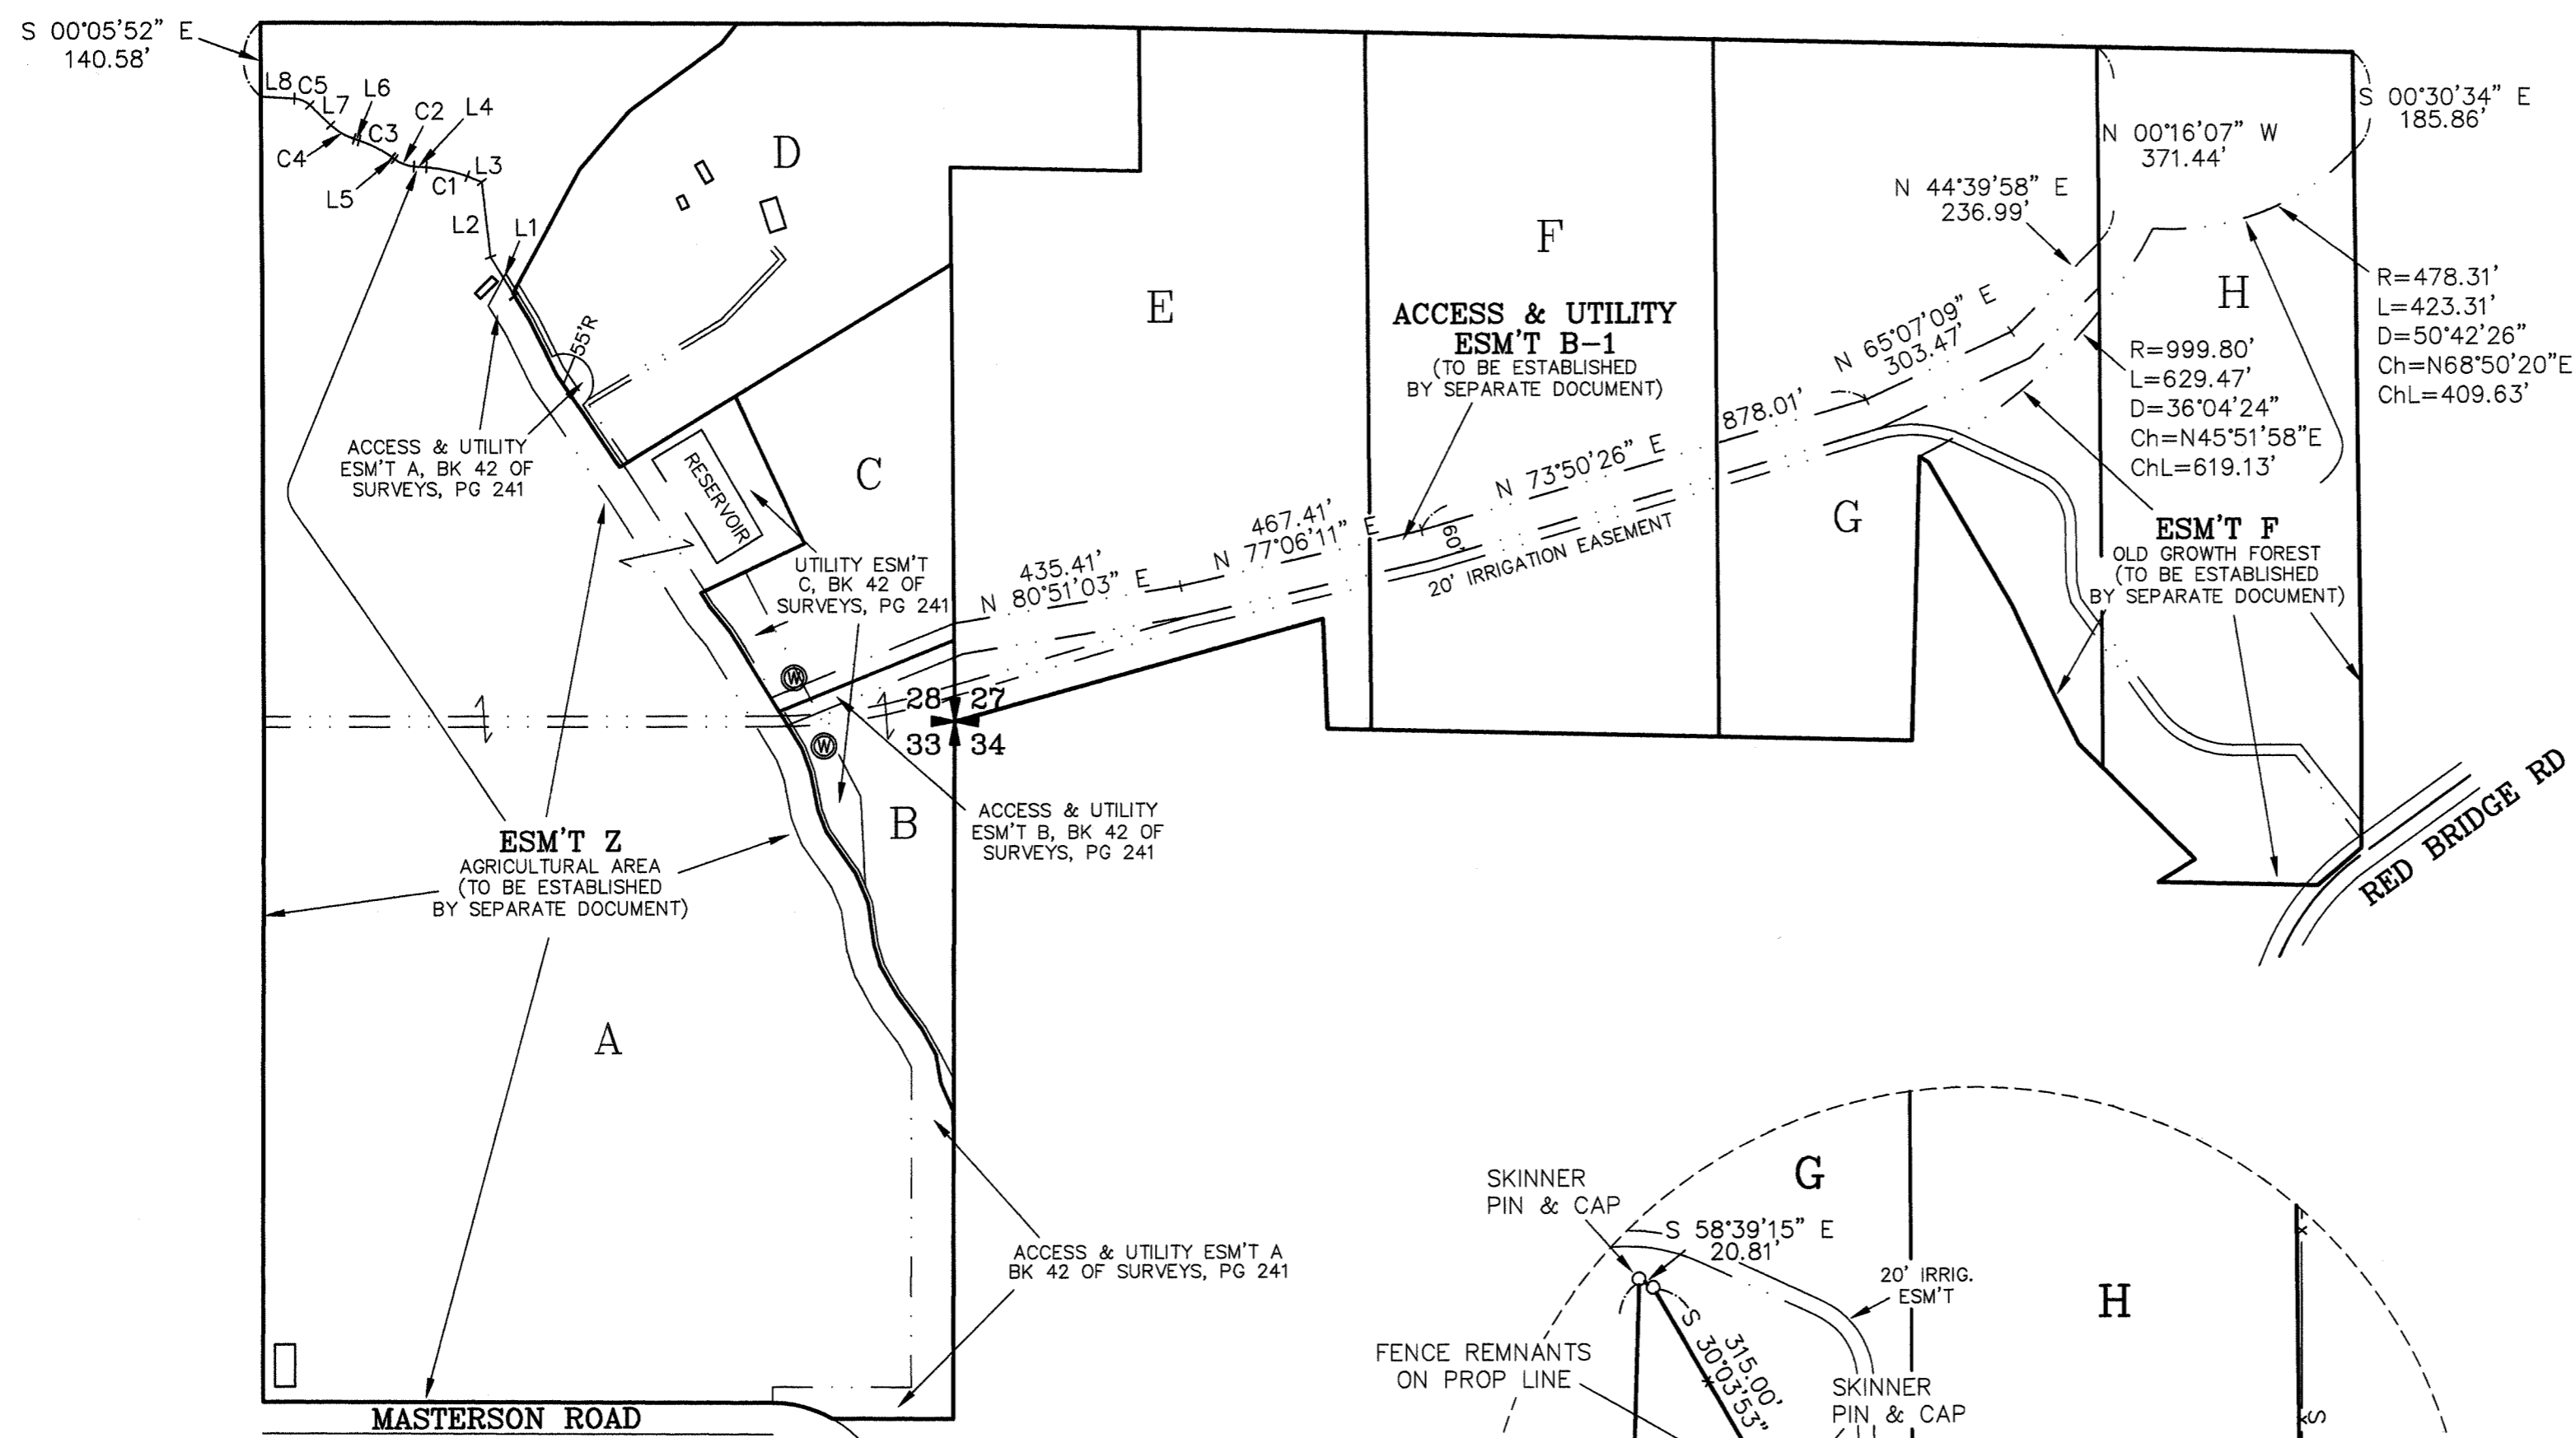 S 00°05'52" E
140.58'
L8
C5
L7
L6
C2
L4
C3
C4
L5
C1
L3
L2
L1
D
55'R
ACCESS & UTILITY
ESM'T A, BK 42 OF
SURVEYS, PG 241
RESERVOIR
C
UTILITY ESM'T
C, BK 42 OF
SURVEYS, PG 241
E
F
ACCESS & UTILITY
ESM'T B-1
(TO BE ESTABLISHED
BY SEPARATE DOCUMENT)
435.41'
N 80°51'03" E
467.41'
N 77°06'11" E
60'
N 73°50'26" E
878.01'
20' IRRIGATION EASEMENT
N 65°07'09" E
303.47'
N 44°39'58" E
236.99'
N 00°16'07" W
371.44'
S 00°30'34" E
185.86'
H
G
R=478.31'
L=423.31'
D=50°42'26"
Ch=N68°50'20"E
ChL=409.63'
R=999.80'
L=629.47'
D=36°04'24"
Ch=N45°51'58"E
ChL=619.13'
ESM'T F
OLD GROWTH FOREST
(TO BE ESTABLISHED
BY SEPARATE DOCUMENT)
RED BRIDGE RD
W
W
28 27
33 34
B
ACCESS & UTILITY
ESM'T B, BK 42 OF
SURVEYS, PG 241
ESM'T Z
AGRICULTURAL AREA
(TO BE ESTABLISHED
BY SEPARATE DOCUMENT)
A
ACCESS & UTILITY ESM'T A
BK 42 OF SURVEYS, PG 241
MASTERSON ROAD
SKINNER
PIN & CAP
G
S 58°39'15" E
20.81'
20' IRRIG.
ESM'T
H
315.00'
S 30°03'53"
FENCE REMNANTS
ON PROP LINE
SKINNER
PIN & CAP
S